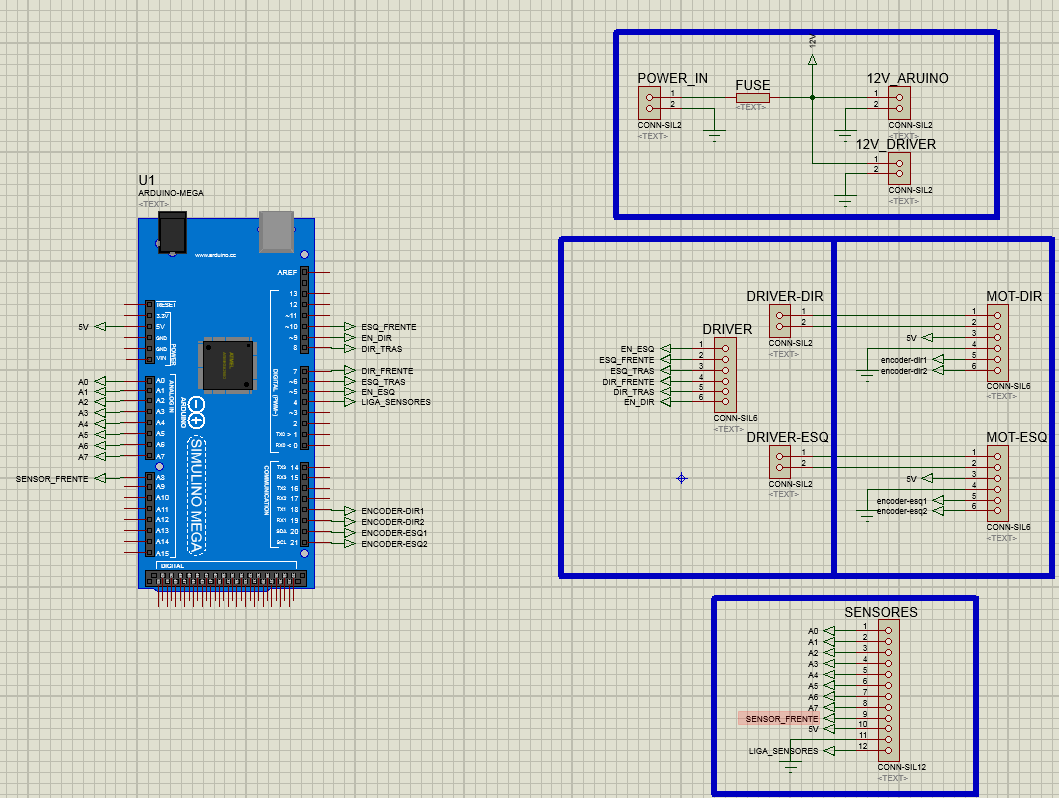 U1
ARDUINO-MEGA
<TEXT>
www.arduino.cc
RESET
3.3V
5V
GND
GND
VIN
POWER
5V
A0
A1
A2
A3
A4
A5
A6
A7
SENSOR_FRENTE
A0
A1
A2
A3
A4
A5
A6
A7
A8
A9
A10
A11
A12
A13
A14
A15
ANALOG IN
ARDUINO
SIMULINO MEGA
AREF
13
12
~11
~10
~9
8
7
~6
~5
4
~3
2
TX0 > 1
RX0 < 0
DIGITAL (PWM~)
TX3 14
RX3 15
TX2 16
RX2 17
TX1 18
RX1 19
SDA 20
SCL 21
COMMUNICATION
DIGITAL
ESQ_FRENTE
EN_DIR
DIR_TRAS
DIR_FRENTE
ESQ_TRAS
EN_ESQ
LIGA_SENSORES
ENCODER-DIR1
ENCODER-DIR2
ENCODER-ESQ1
ENCODER-ESQ2
12V
POWER_IN
1
2
CONN-SIL2
<TEXT>
FUSE
<TEXT>
12V_ARUINO
1
2
CONN-SIL2
<TEXT>
12V_DRIVER
1
2
CONN-SIL2
<TEXT>
DRIVER
EN_ESQ 1
ESQ_FRENTE 2
ESQ_TRAS 3
DIR_FRENTE 4
DIR_TRAS 5
EN_DIR 6
CONN-SIL6
<TEXT>
DRIVER-DIR
1
2
CONN-SIL2
<TEXT>
DRIVER-ESQ
1
2
CONN-SIL2
<TEXT>
MOT-DIR
1
2
5V 3
4
encoder-dir1 5
encoder-dir2 6
CONN-SIL6
<TEXT>
MOT-ESQ
1
2
5V 3
4
encoder-esq1 5
encoder-esq2 6
CONN-SIL6
<TEXT>
SENSORES
A0 1
A1 2
A2 3
A3 4
A4 5
A5 6
A6 7
A7 8
SENSOR_FRENTE 9
5V 10
11
LIGA_SENSORES 12
CONN-SIL12
<TEXT>